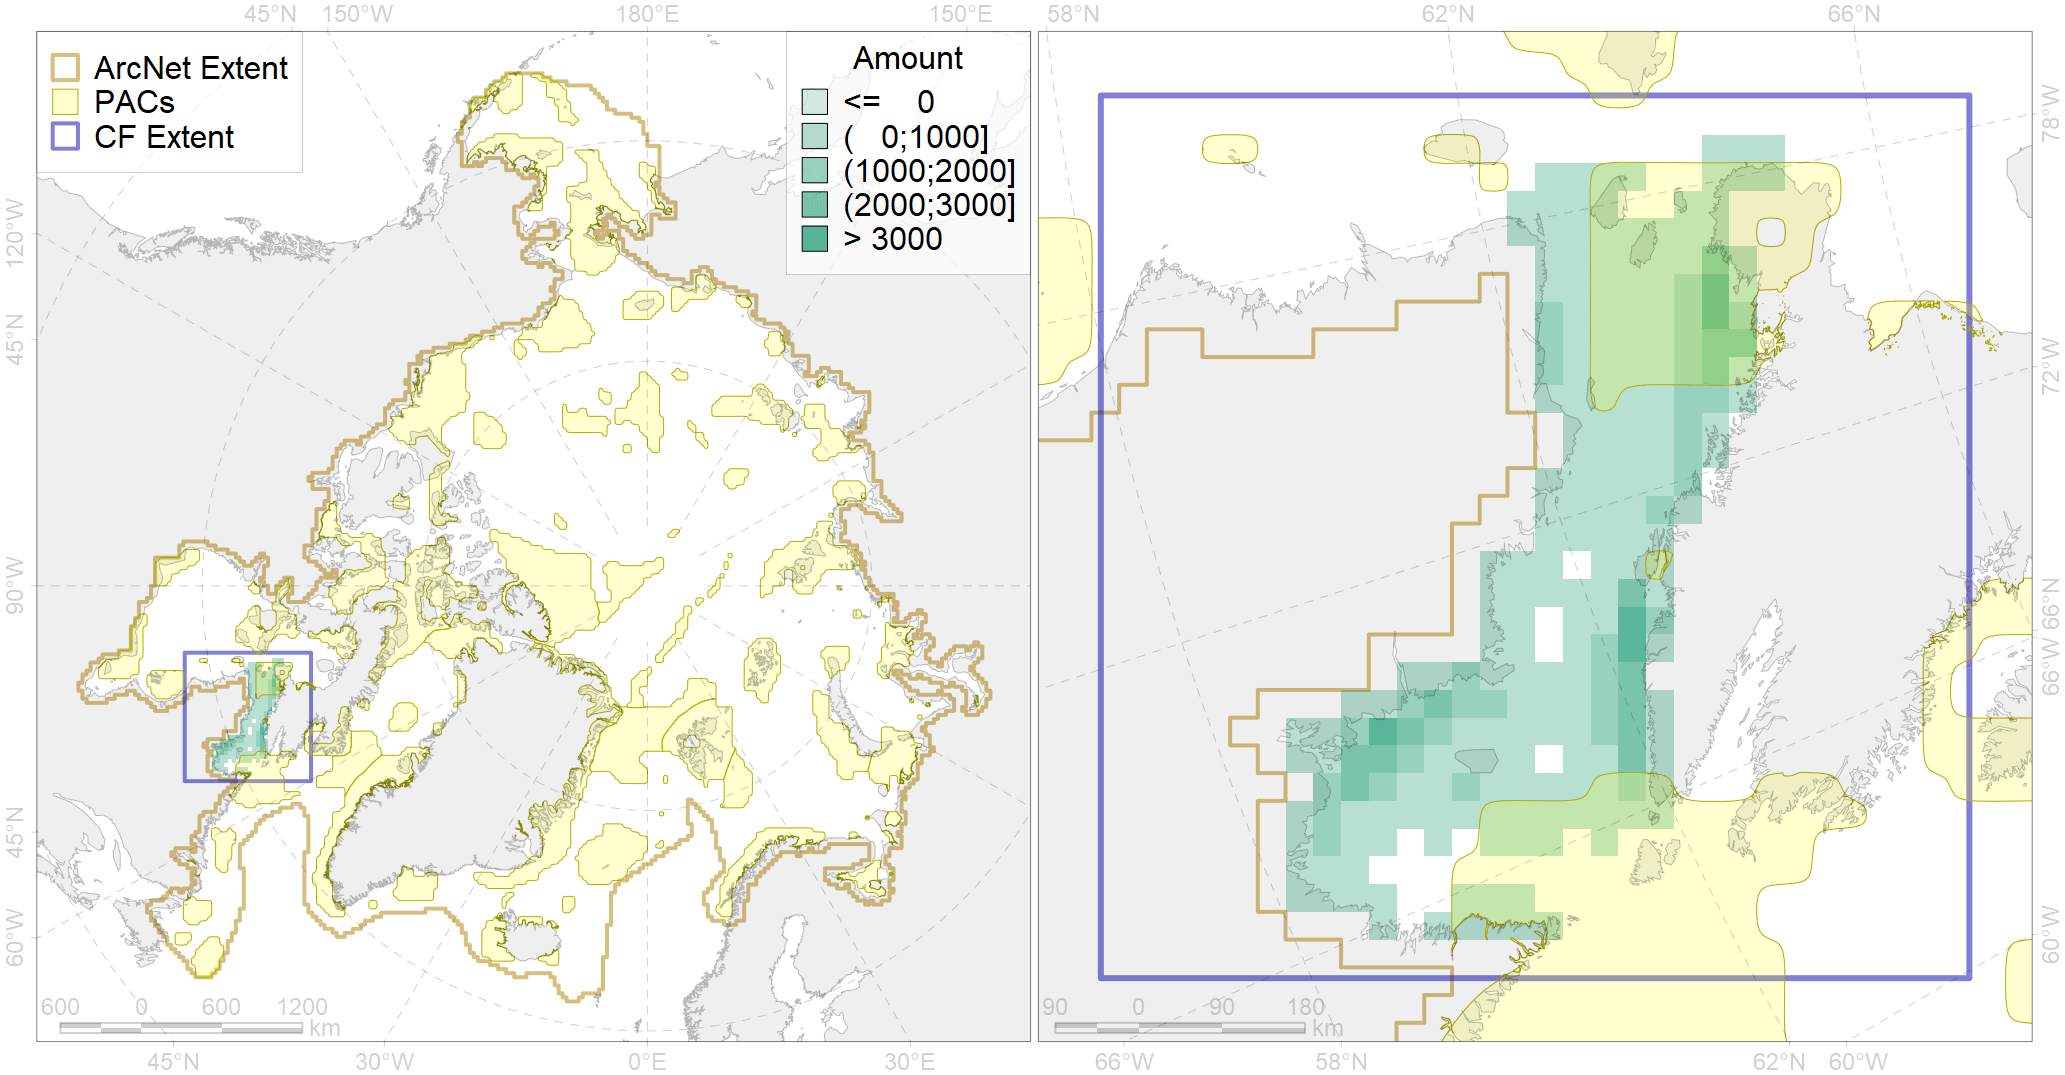 45°N 150°W 180°E 150°E 58°N 62°N 66°N
ArcNet Extent
PACs
CF Extent
Amount
<= 0
( 0;1000]
(1000;2000]
(2000;3000]
> 3000
120°W
45°N
90°W
45°N
60°W
78°W
72°W
66°N
66°W
60°W
600 0 600 1200
km
90 0 90 180
km
45°N 30°W 0°E 30°E 66°W 58°N 62°N 60°W